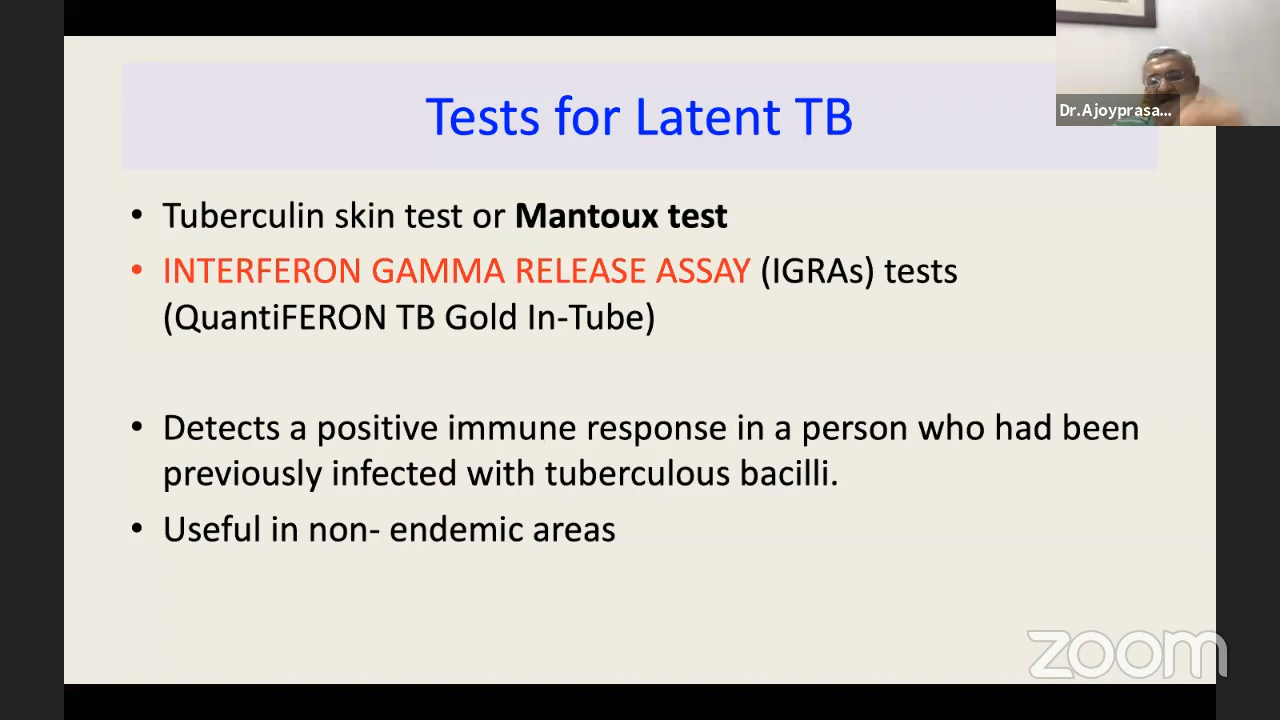 Dr.Ajoyprasa...
Tests for Latent TB
• Tuberculin skin test or Mantoux test
• INTERFERON GAMMA RELEASE ASSAY (IGRAs) tests
(QuantiFERON TB Gold In-Tube)
• Detects a positive immune response in a person who had been
previously infected with tuberculous bacilli.
• Useful in non- endemic areas
zoom